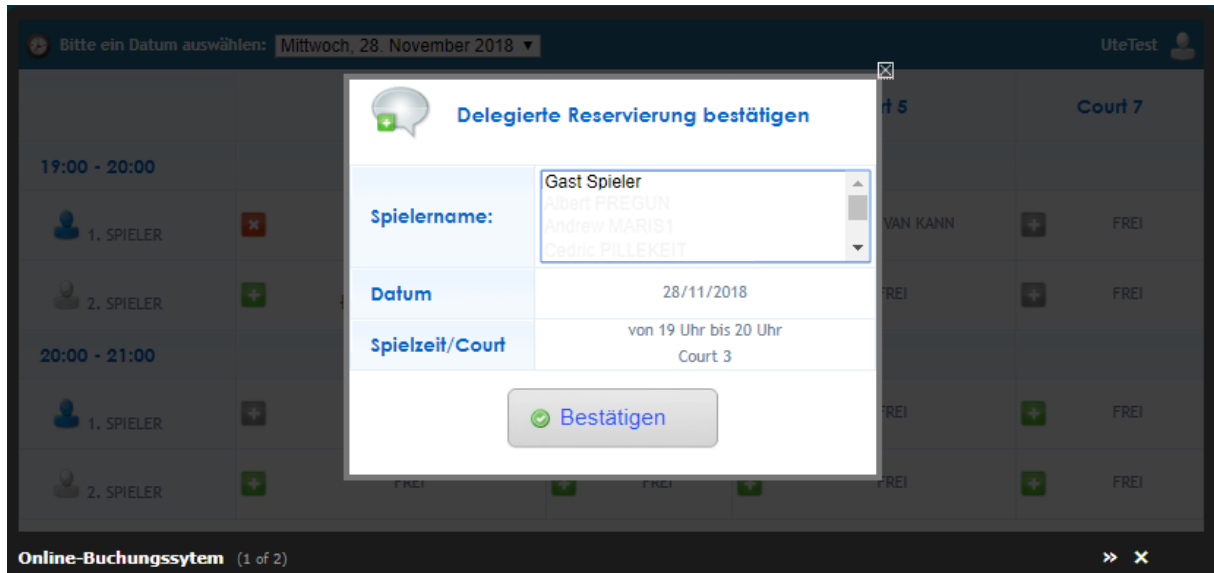 Bitte ein Datum auswählen: Mittwoch, 28. November 2018 UteTest
Delegierte Reservierung bestätigen
rt 5 Court 7
19:00 - 20:00
Spielername:
Gast Spieler
Albert PREGUN
Andrew MARIS1
Cedric PILLEKEIT
1. SPIELER VAN KANN FREI
2. SPIELER FREI FREI
Datum 28/11/2018
Spielzeit/Court von 19 Uhr bis 20 Uhr
Court 3
20:00 - 21:00
1. SPIELER FREI FREI
Bestätigen
2. SPIELER FREI FREI FREI FREI
Online-Buchungssytem (1 of 2)